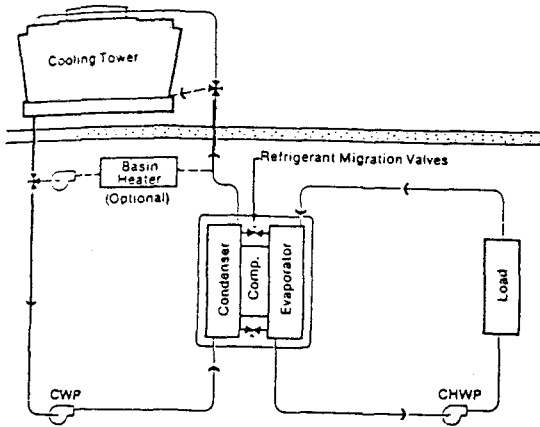 Cooling Tower
Basin
Heater
(Optional)
Refrigerant Migration Valves
Condenser
Comp.
Evaporator
Load
CWP
CHWP